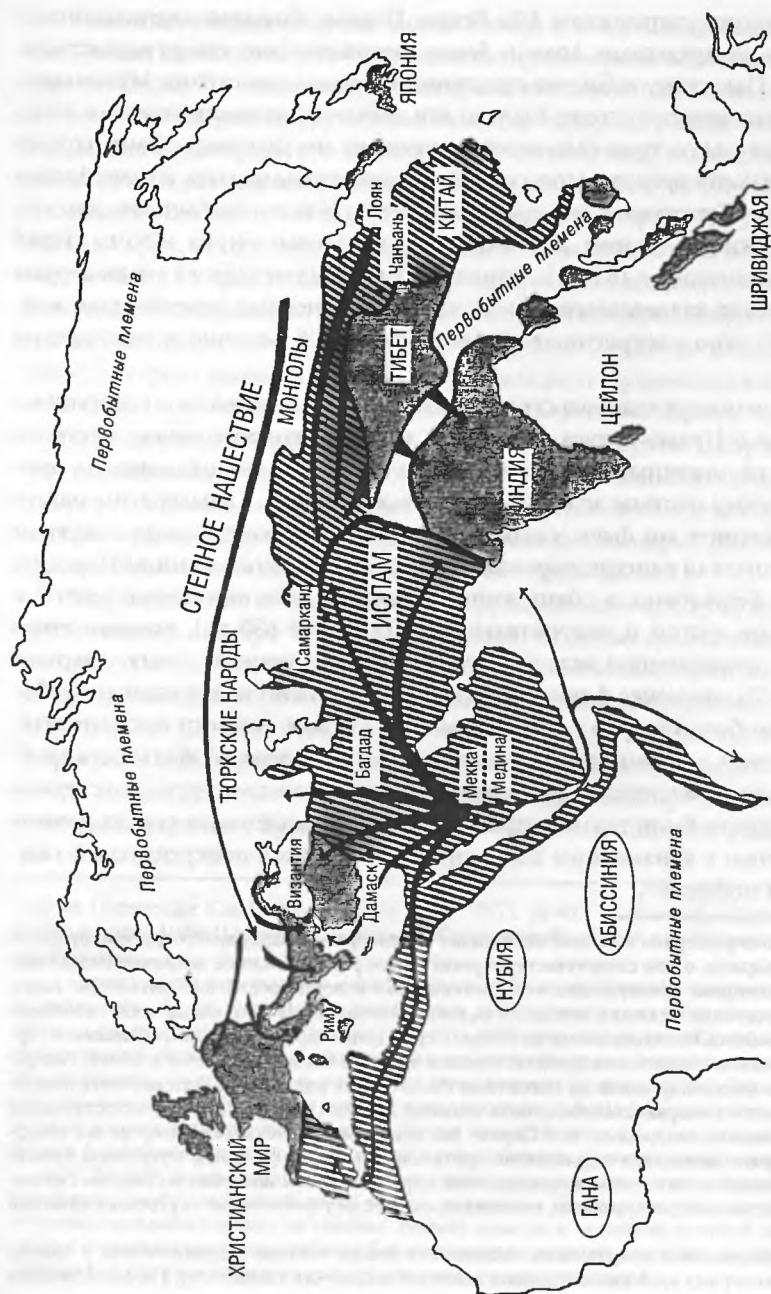 ХРИСТИАНСКИЙ
МИР
Первобытные племена
Первобытные племена
СТЕПНОЕ НАШЕСТВИЕ
ТЮРКСКИЕ НАРОДЫ
МОНГОЛЫ
ЯПОНИЯ
Лоян
Чаньань
КИТАЙ
ТИБЕТ
Первобытные племена
ИНДИЯ
ЦЕЙЛОН
ШРИВИДЖАЯ
ИСЛАМ
Самарканд
Багдад
Мекка
Медина
Византия
Дамаск
Рим
НУБИЯ
АБИССИНИЯ
Первобытные племена
ГАНА